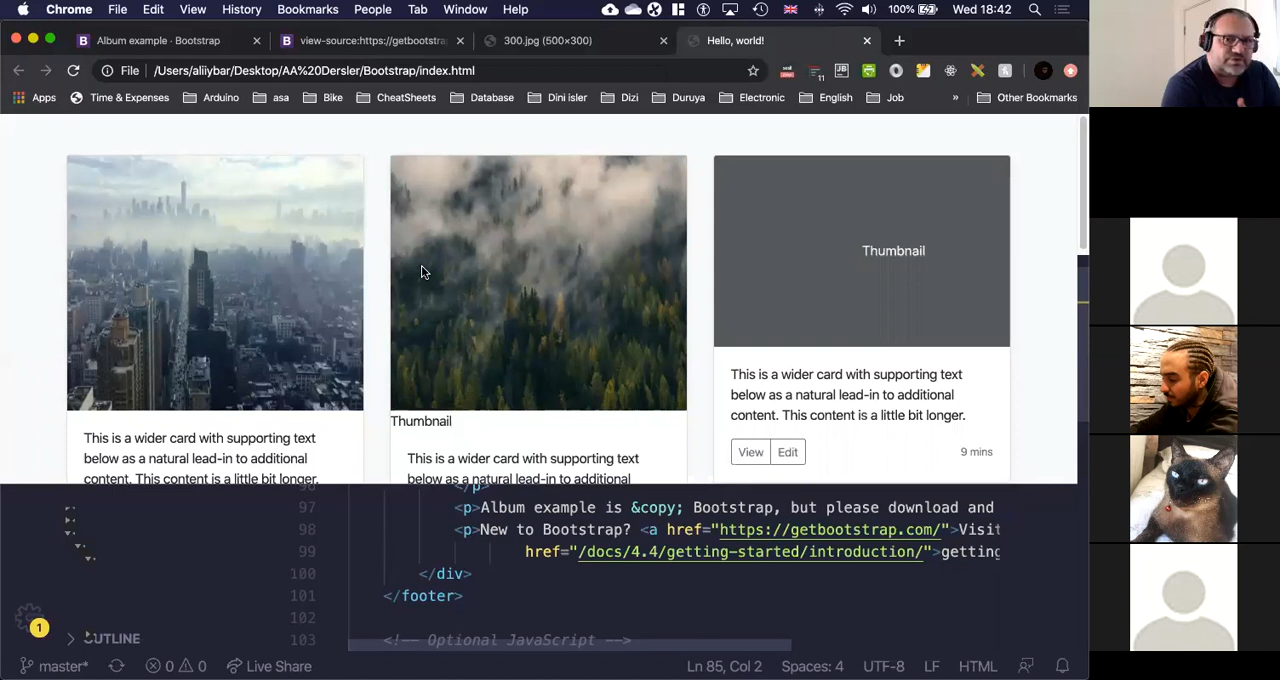 Chrome File Edit View History Bookmarks People Tab Window Help 100% Wed 18:42
Album example · Bootstrap
view-source:https://getbootstra
300.jpg (500×300)
Hello, world!
File /Users/aliiybar/Desktop/AA%20Dersler/Bootstrap/index.html
Apps Time & Expenses Arduino asa Bike CheatSheets Database Dini isler Dizi Duruya Electronic English Job » Other Bookmarks
Thumbnail
Thumbnail
This is a wider card with supporting text
below as a natural lead-in to additional
content. This content is a little bit longer.
This is a wider card with supporting text
below as a natural lead-in to additional
This is a wider card with supporting text
below as a natural lead-in to additional
content. This content is a little bit longer.
View Edit 9 mins
96 </p>
97 <p>Album example is &copy; Bootstrap, but please download and
98 <p>New to Bootstrap? <a href="https://getbootstrap.com/">Visit
99 href="/docs/4.4/getting-started/introduction/">getting
100 </div>
101 </footer>
102
103 <!-- Optional JavaScript -->
1
OUTLINE
master* 0 0 Live Share Ln 85, Col 2 Spaces: 4 UTF-8 LF HTML